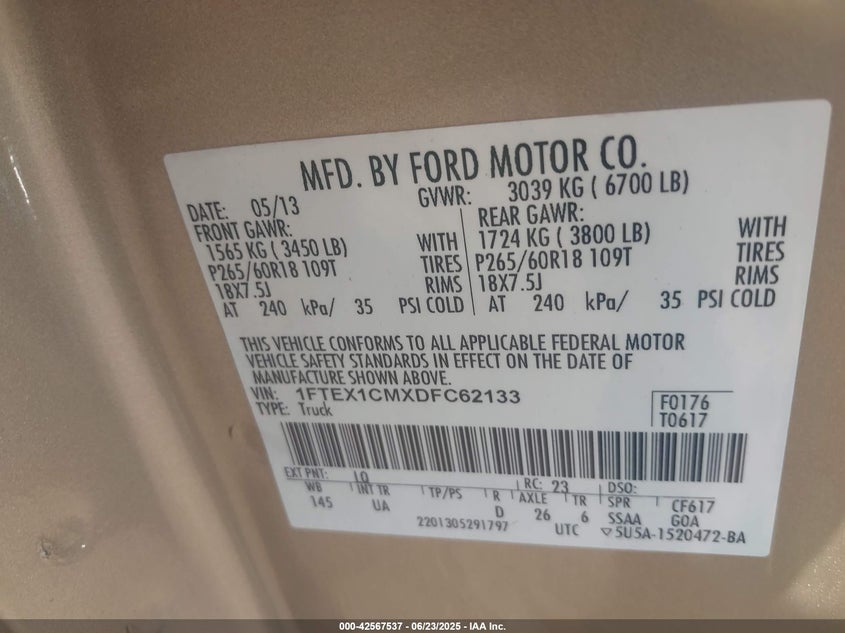 MFD. BY FORD MOTOR CO.
DATE: 05/13 GVWR: 3039 KG ( 6700 LB)
FRONT GAWR: REAR GAWR:
1565 KG ( 3450 LB) WITH 1724 KG ( 3800 LB) WITH
P265/60R18 109T TIRES P265/60R18 109T TIRES
18X7.5J RIMS 18X7.5J RIMS
AT 240 kPa/ 35 PSI COLD AT 240 kPa/ 35 PSI COLD
THIS VEHICLE CONFORMS TO ALL APPLICABLE FEDERAL MOTOR
VEHICLE SAFETY STANDARDS IN EFFECT ON THE DATE OF
MANUFACTURE SHOWN ABOVE.
VIN: 1FTEX1CMXDFC62133 F0176
TYPE: Truck T0617
EXT PNT: LQ RC: 23 DSO:
WB INT TR TP/PS R AXLE TR SPR CF617
145 UA D 26 6 SSAA GOA
2201305291797 UTC ▽5U5A-1520472-BA
000-42567537 - 06/23/2025 - IAA Inc.